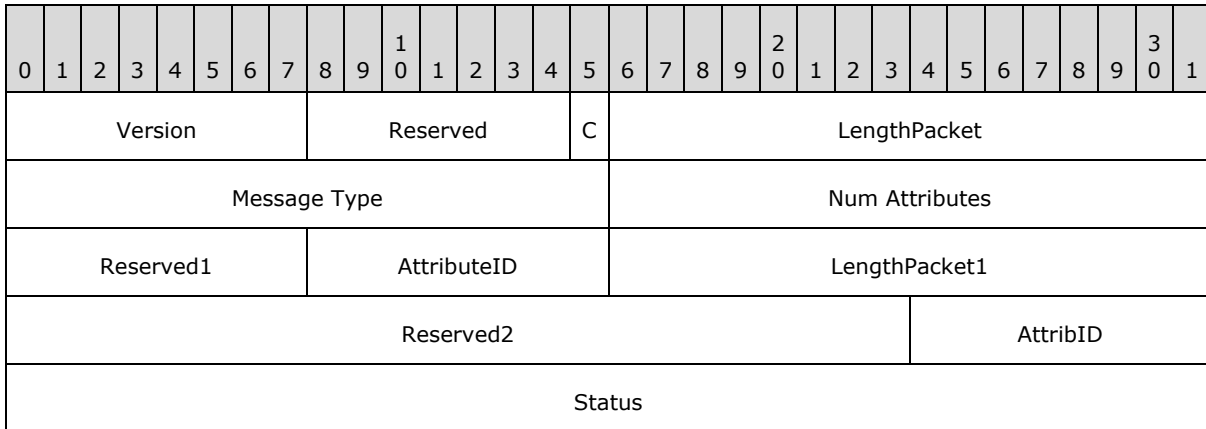 1 2 3
0 1 2 3 4 5 6 7 8 9 0 1 2 3 4 5 6 7 8 9 0 1 2 3 4 5 6 7 8 9 0 1
Version Reserved C LengthPacket
Message Type Num Attributes
Reserved1 AttributeID LengthPacket1
Reserved2 AttribID
Status